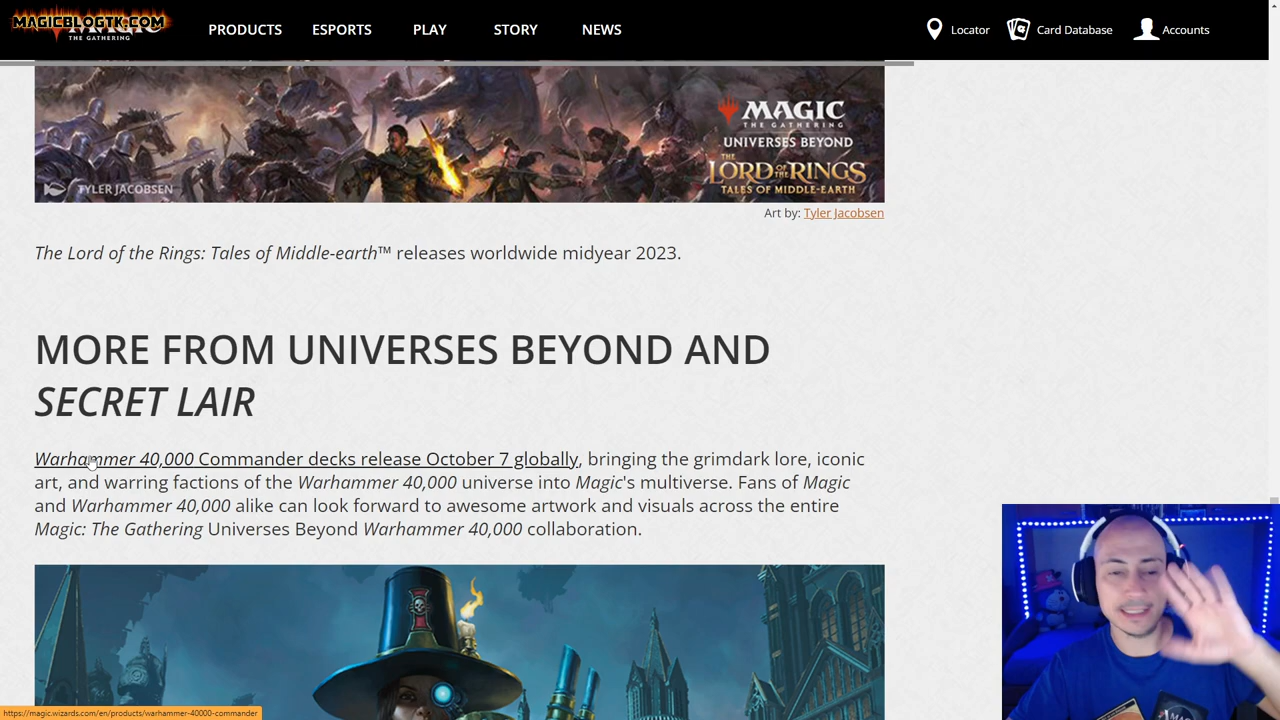 MAGICBLOGTK.COM
THE GATHERING
PRODUCTS ESPORTS PLAY STORY NEWS
Locator Card Database Accounts
MAGIC
THE GATHERING
UNIVERSES BEYOND
THE
LORD OF THE RINGS
TALES OF MIDDLE-EARTH
TYLER JACOBSEN
Art by: Tyler Jacobsen
The Lord of the Rings: Tales of Middle-earth™ releases worldwide midyear 2023.
MORE FROM UNIVERSES BEYOND AND
SECRET LAIR
Warhammer 40,000 Commander decks release October 7 globally, bringing the grimdark lore, iconic
art, and warring factions of the Warhammer 40,000 universe into Magic's multiverse. Fans of Magic
and Warhammer 40,000 alike can look forward to awesome artwork and visuals across the entire
Magic: The Gathering Universes Beyond Warhammer 40,000 collaboration.
https://magic.wizards.com/en/products/warhammer-40000-commander